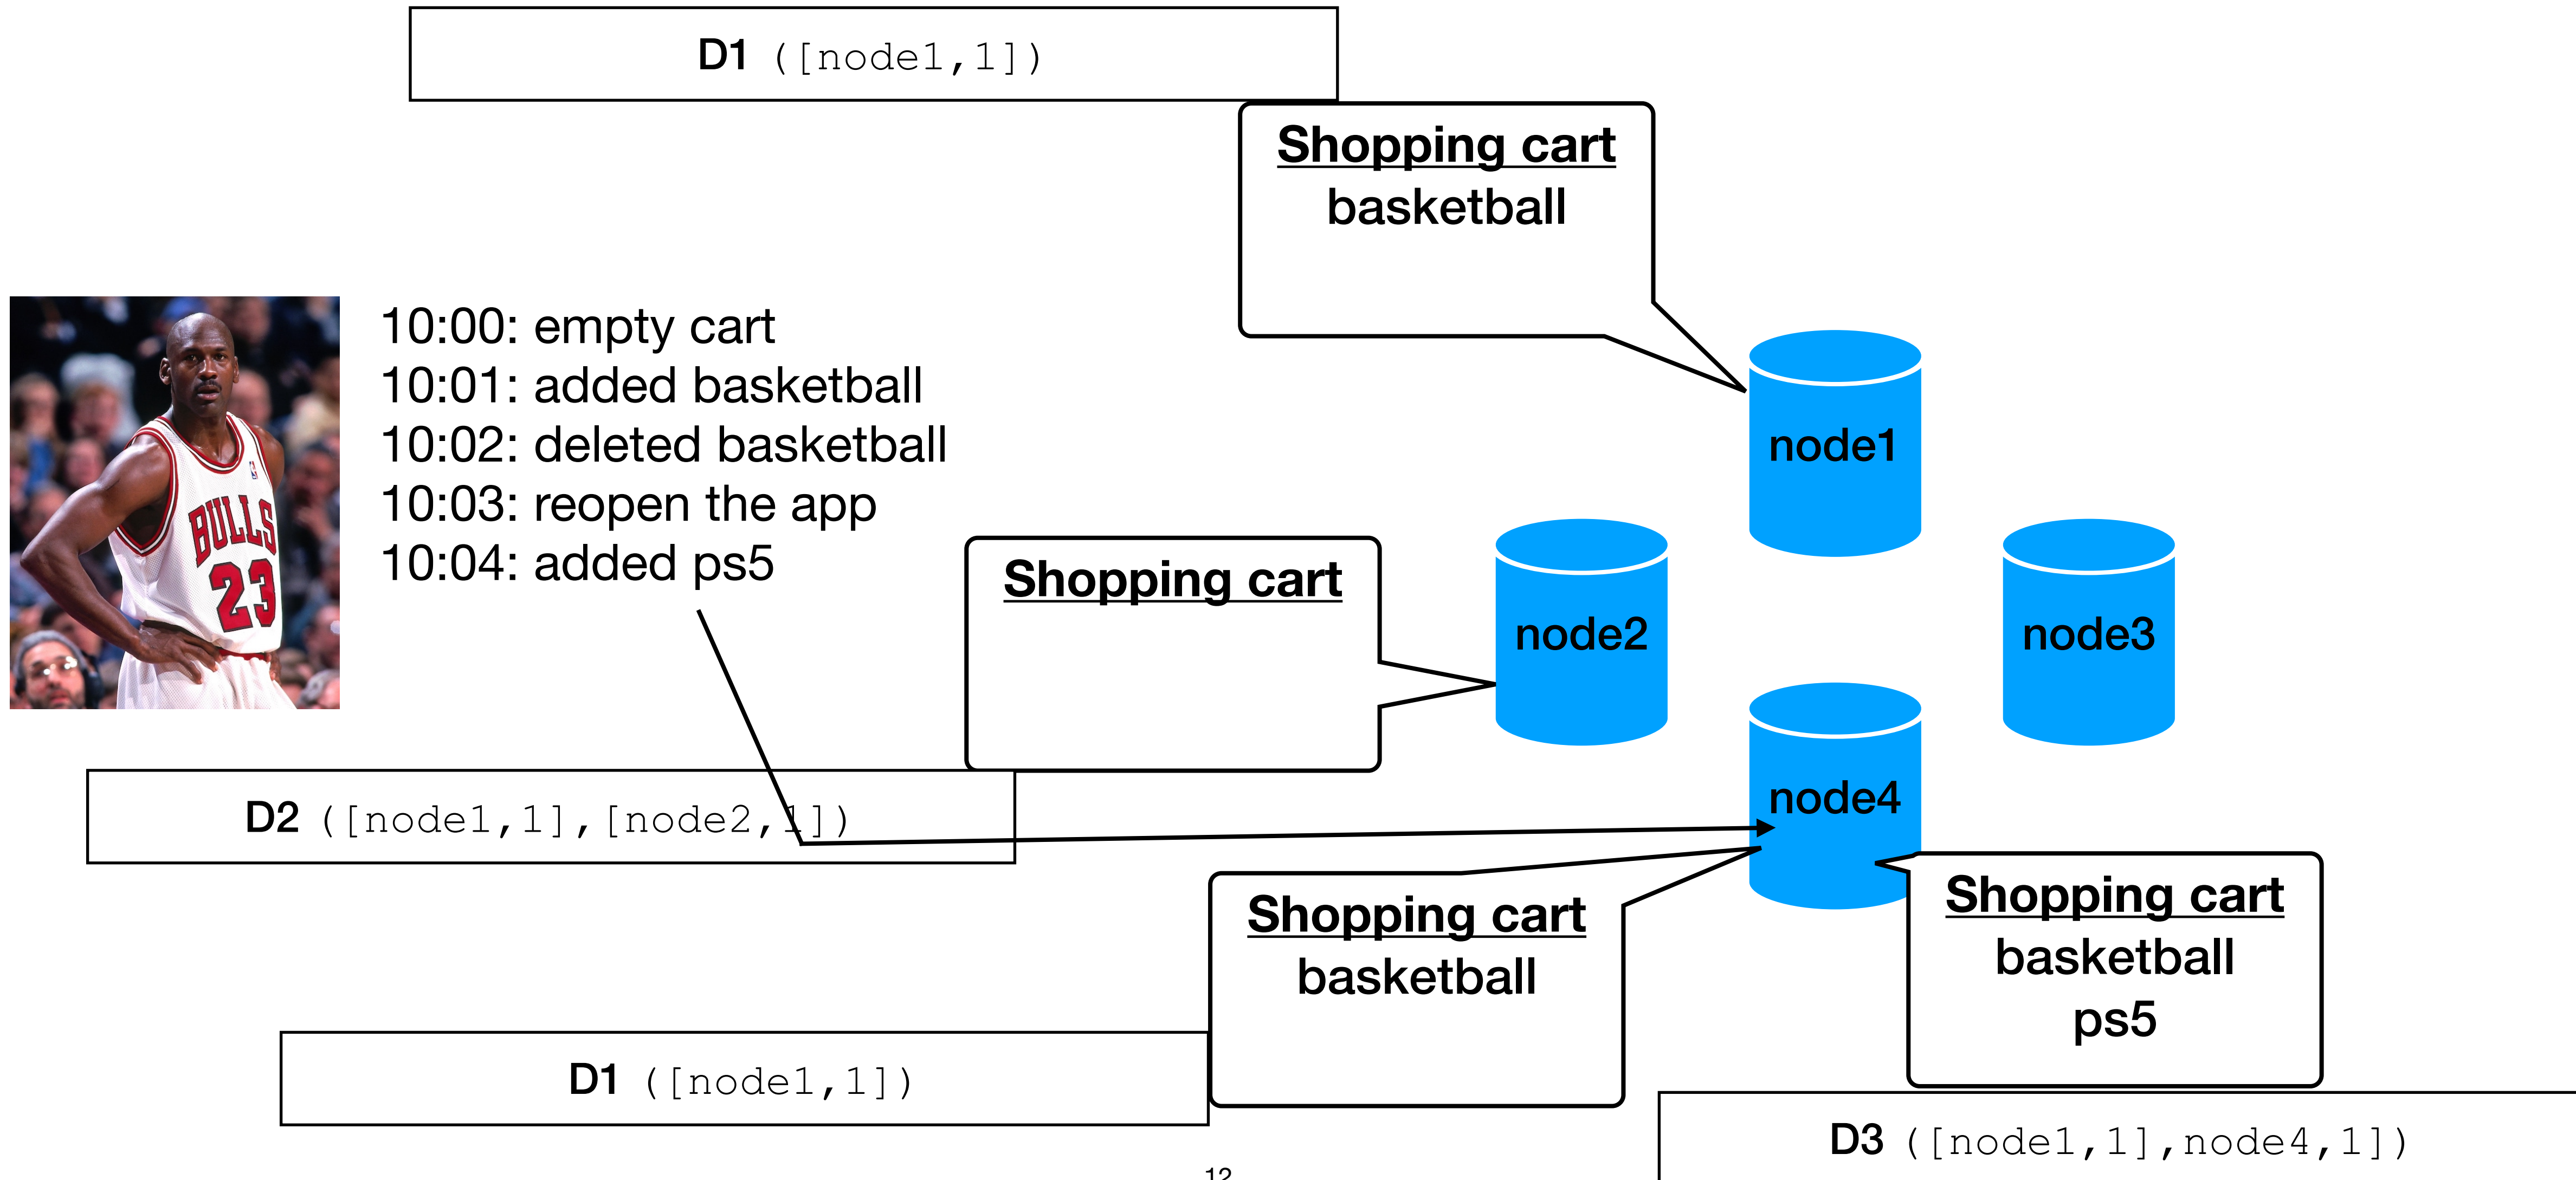 D1 ([node1,1])
Shopping cart
basketball
10:00: empty cart
10:01: added basketball
10:02: deleted basketball
10:03: reopen the app
10:04: added ps5
BULLS
23
node1
Shopping cart
node2
node3
D2 ([node1,1],[node2,1])
node4
Shopping cart
basketball
Shopping cart
basketball
ps5
D1 ([node1,1])
D3 ([node1,1],node4,1])
12